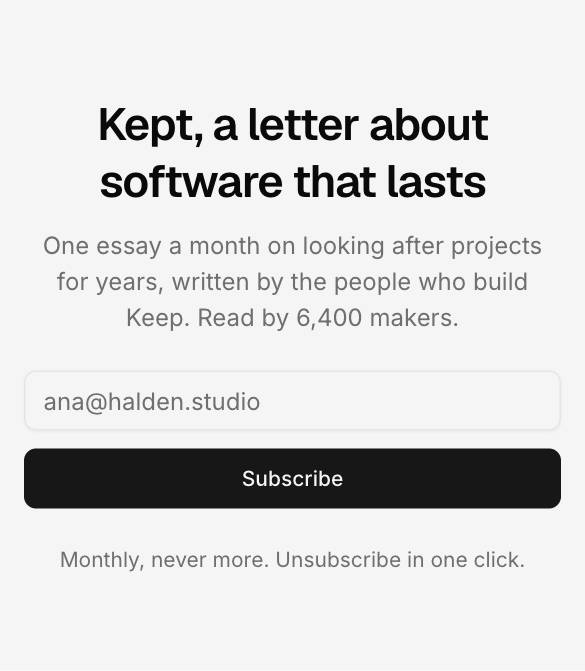 Kept, a letter about
software that lasts
One essay a month on looking after projects
for years, written by the people who build
Keep. Read by 6,400 makers.
ana@halden.studio
Subscribe
Monthly, never more. Unsubscribe in one click.